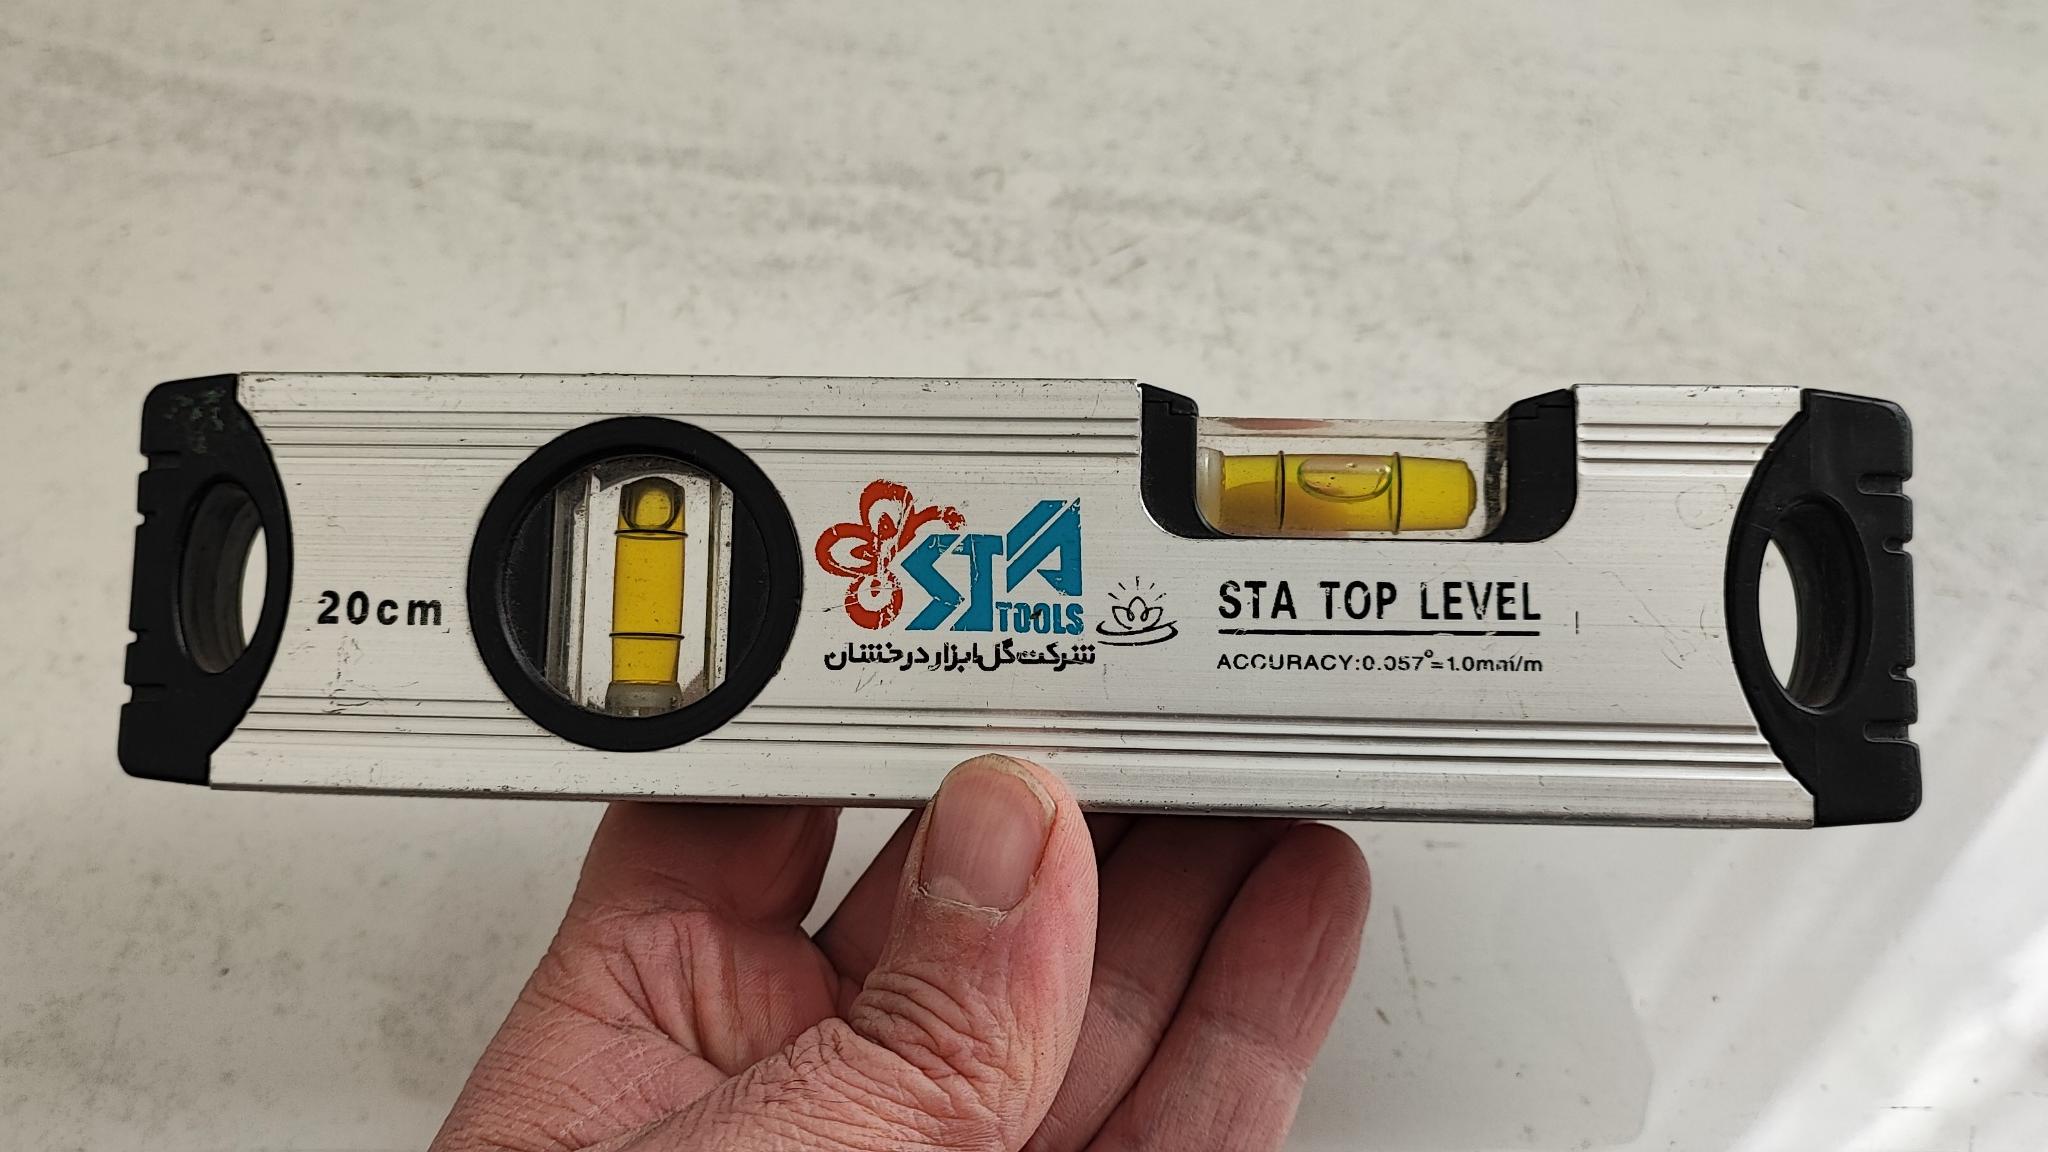 20cm
STA
TOOLS
شرکت گل ابزار درخشان
STA TOP LEVEL
ACCURACY:0.057°=1.0mm/m